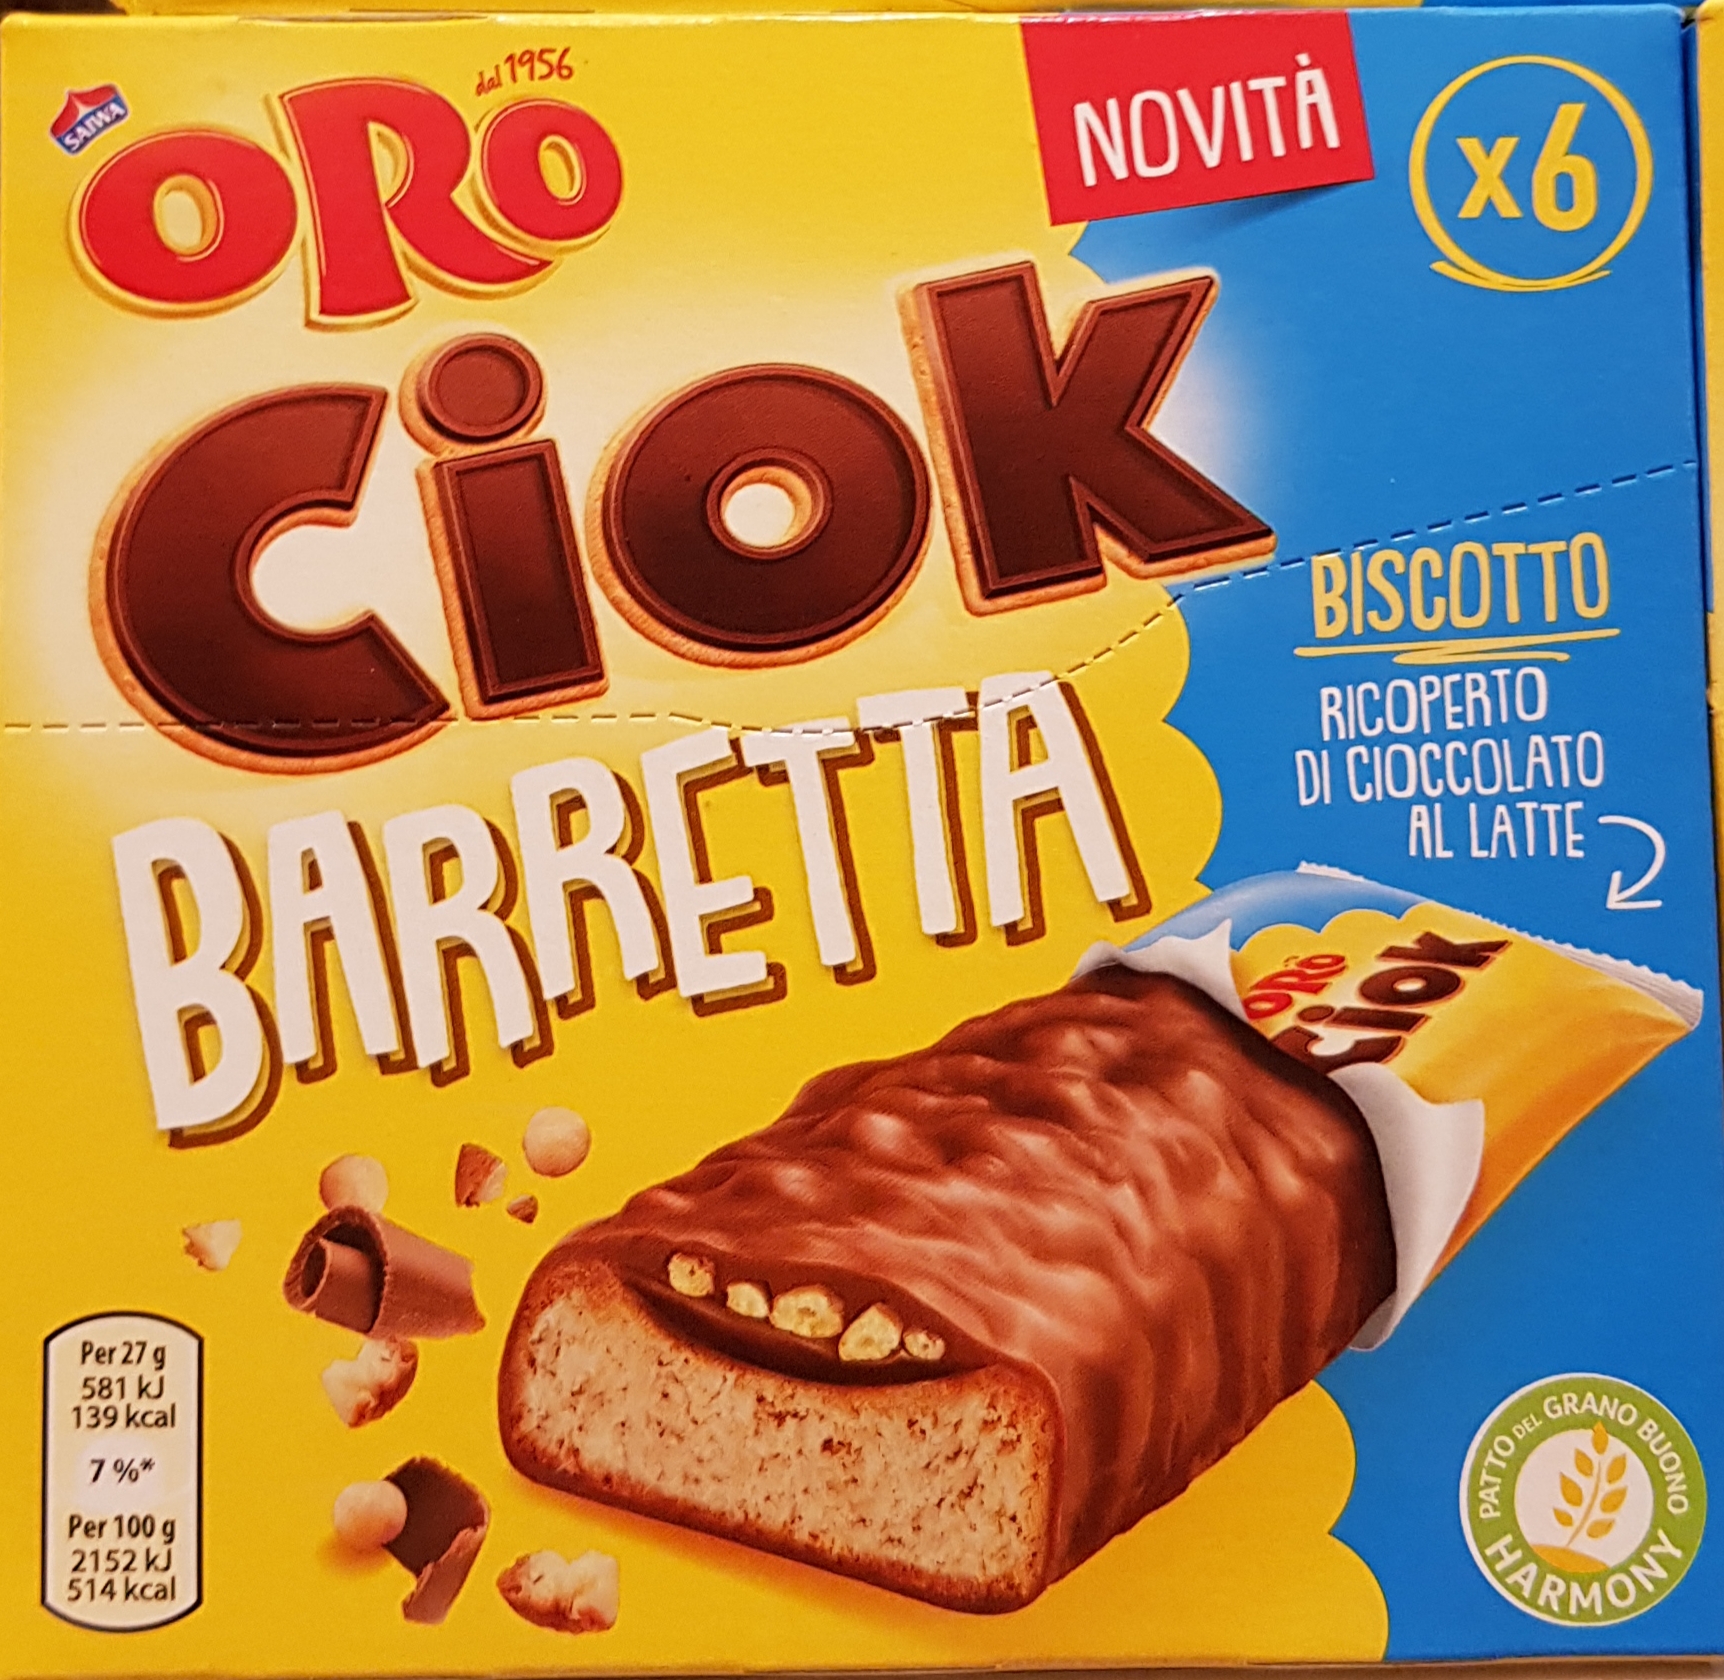 SAIWA
ORO
dal 1956
NOVITÀ
x6
CIOK
BARRETTA
BISCOTTO
RICOPERTO
DI CIOCCOLATO
AL LATTE
ORO
CIOK
Per 27 g
581 kJ
139 kcal
7 %*
Per 100 g
2152 kJ
514 kcal
PATTO DEL GRANO BUONO
HARMONY